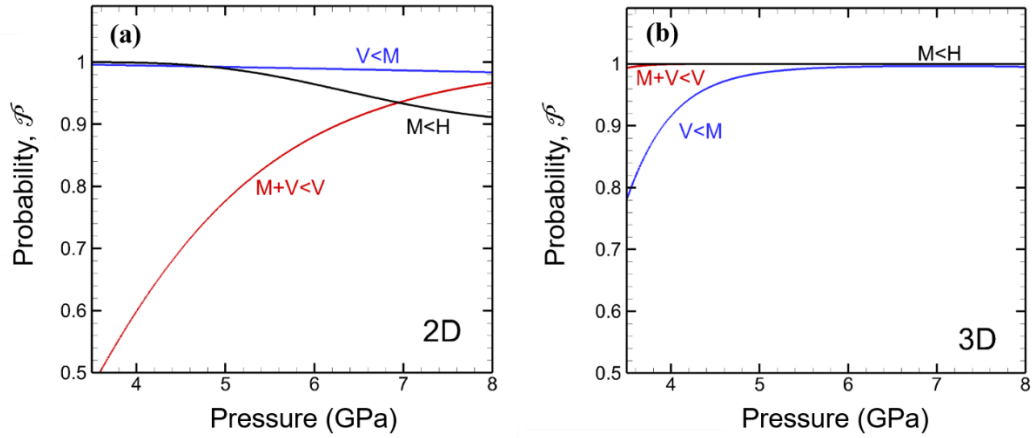 (a)
1
0.9
0.8
0.7
0.6
0.5
V<M
M<H
M+V<V
2D
4
5
6
7
8
Pressure (GPa)
Probability, 𝒫
(b)
1
0.9
0.8
0.7
0.6
0.5
M<H
M+V<V
V<M
3D
4
5
6
7
8
Pressure (GPa)
Probability, 𝒫